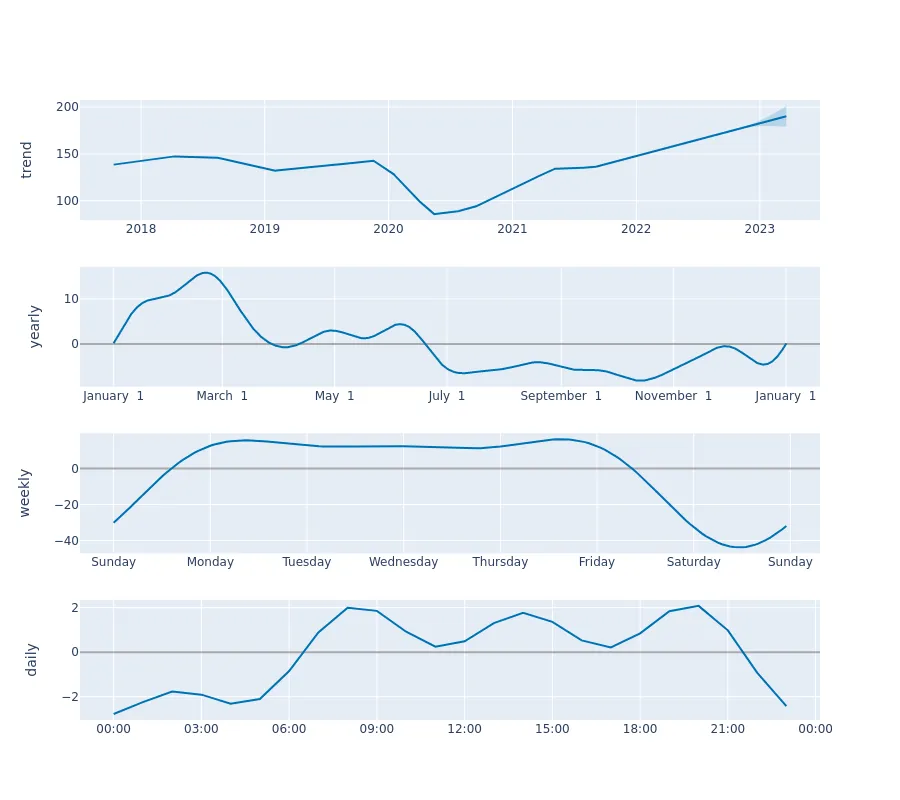 trend
200
150
100
2018 2019 2020 2021 2022 2023
yearly
10
0
January 1 March 1 May 1 July 1 September 1 November 1 January 1
weekly
0
−20
−40
Sunday Monday Tuesday Wednesday Thursday Friday Saturday Sunday
daily
2
0
−2
00:00 03:00 06:00 09:00 12:00 15:00 18:00 21:00 00:00